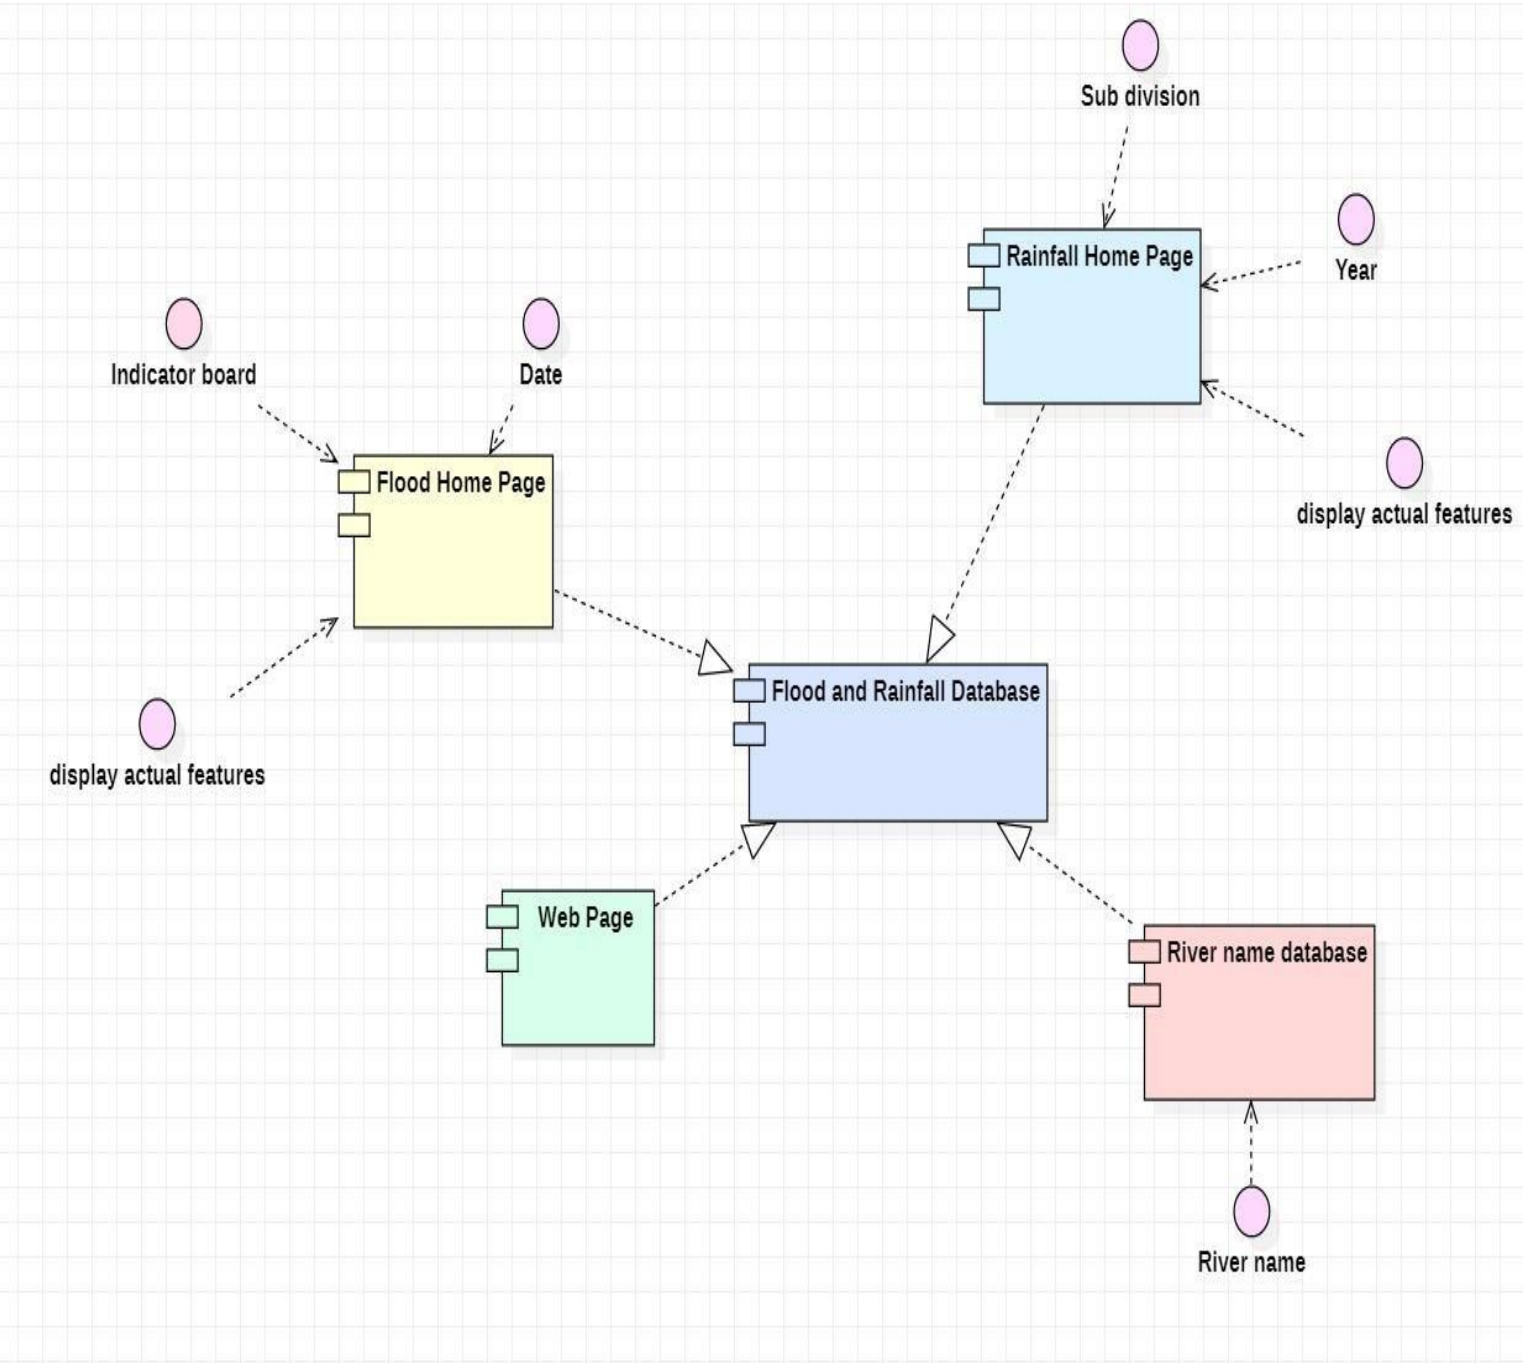 Sub division
Rainfall Home Page
Year
Indicator board
Date
Flood Home Page
display actual features
Flood and Rainfall Database
display actual features
Web Page
River name database
River name